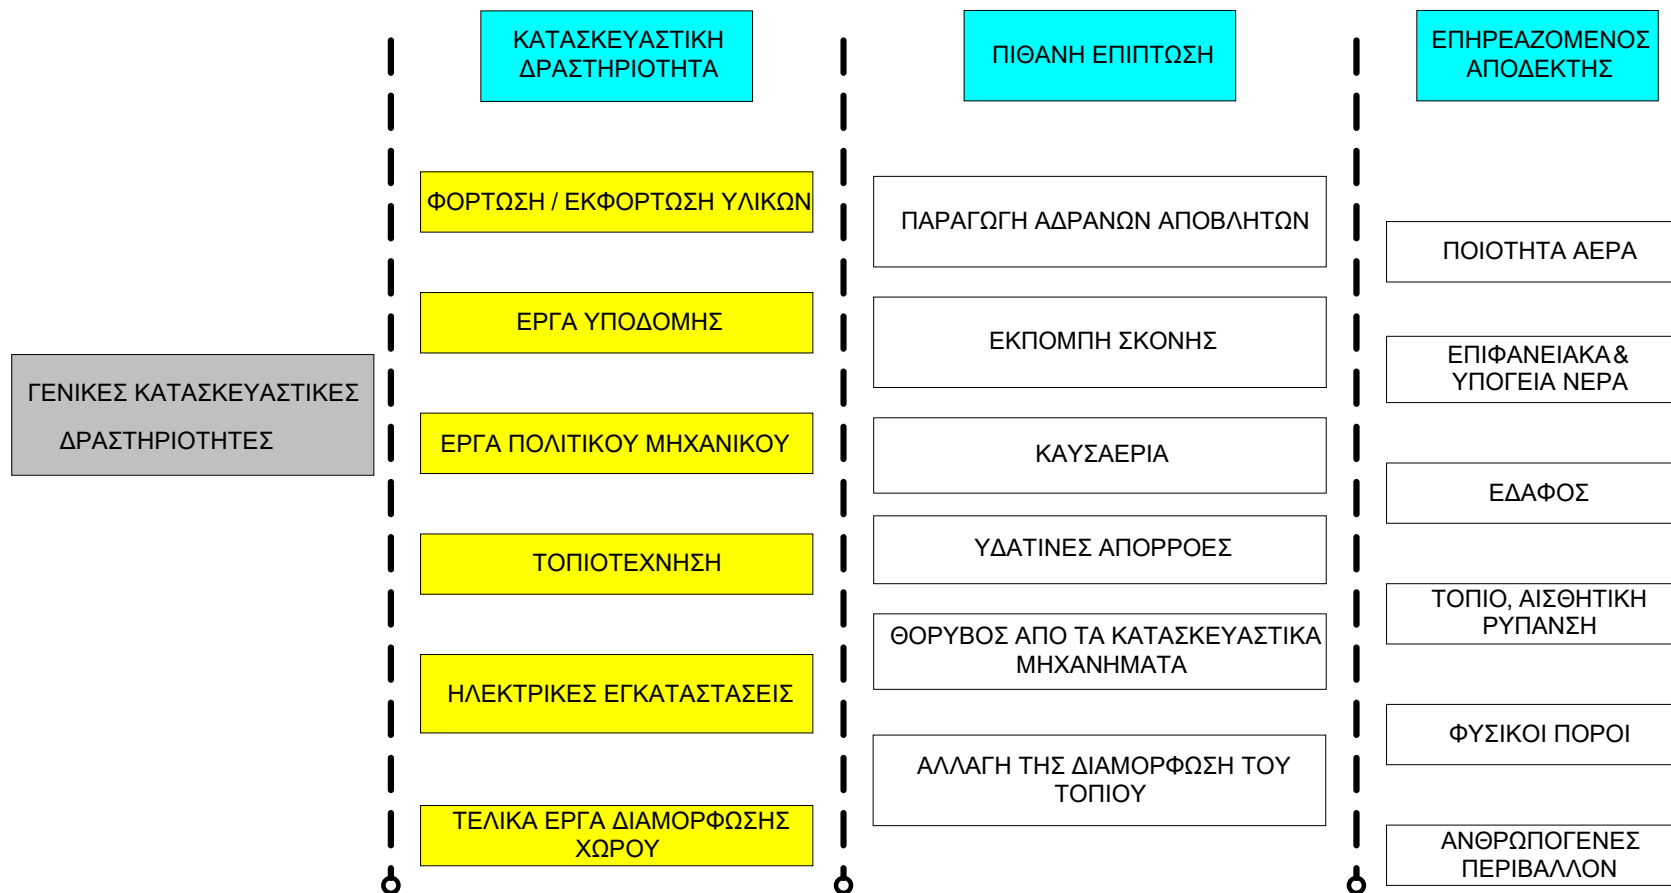 ΚΑΤΑΣΚΕΥΑΣΤΙΚΗ
ΔΡΑΣΤΗΡΙΟΤΗΤΑ
ΠΙΘΑΝΗ ΕΠΙΠΤΩΣΗ
ΕΠΗΡΕΑΖΟΜΕΝΟΣ
ΑΠΟΔΕΚΤΗΣ
ΓΕΝΙΚΕΣ ΚΑΤΑΣΚΕΥΑΣΤΙΚΕΣ
ΔΡΑΣΤΗΡΙΟΤΗΤΕΣ
ΦΟΡΤΩΣΗ / ΕΚΦΟΡΤΩΣΗ ΥΛΙΚΩΝ
ΕΡΓΑ ΥΠΟΔΟΜΗΣ
ΕΡΓΑ ΠΟΛΙΤΙΚΟΥ ΜΗΧΑΝΙΚΟΥ
ΤΟΠΙΟΤΕΧΝΗΣΗ
ΗΛΕΚΤΡΙΚΕΣ ΕΓΚΑΤΑΣΤΑΣΕΙΣ
ΤΕΛΙΚΑ ΕΡΓΑ ΔΙΑΜΟΡΦΩΣΗΣ
ΧΩΡΟΥ
ΠΑΡΑΓΩΓΗ ΑΔΡΑΝΩΝ ΑΠΟΒΛΗΤΩΝ
ΕΚΠΟΜΠΗ ΣΚΟΝΗΣ
ΚΑΥΣΑΕΡΙΑ
ΥΔΑΤΙΝΕΣ ΑΠΟΡΡΟΕΣ
ΘΟΡΥΒΟΣ ΑΠΟ ΤΑ ΚΑΤΑΣΚΕΥΑΣΤΙΚΑ
ΜΗΧΑΝΗΜΑΤΑ
ΑΛΛΑΓΗ ΤΗΣ ΔΙΑΜΟΡΦΩΣΗ ΤΟΥ
ΤΟΠΙΟΥ
ΠΟΙΟΤΗΤΑ ΑΕΡΑ
ΕΠΙΦΑΝΕΙΑΚΑ &
ΥΠΟΓΕΙΑ ΝΕΡΑ
ΕΔΑΦΟΣ
ΤΟΠΙΟ, ΑΙΣΘΗΤΙΚΗ
ΡΥΠΑΝΣΗ
ΦΥΣΙΚΟΙ ΠΟΡΟΙ
ΑΝΘΡΩΠΟΓΕΝΕΣ
ΠΕΡΙΒΑΛΛΟΝ